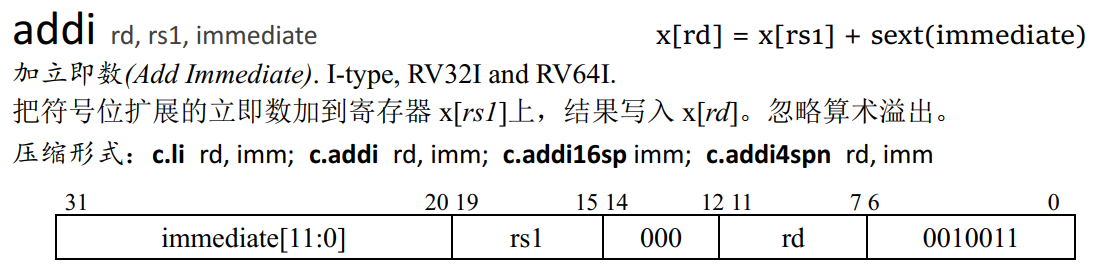 addi rd, rs1, immediate x[rd] = x[rs1] + sext(immediate)
加立即数(Add Immediate). I-type, RV32I and RV64I.
把符号位扩展的立即数加到寄存器 x[rs1]上，结果写入 x[rd]。忽略算术溢出。
压缩形式：c.li rd, imm; c.addi rd, imm; c.addi16sp imm; c.addi4spn rd, imm
31 20 19 15 14 12 11 7 6 0
immediate[11:0] rs1 000 rd 0010011